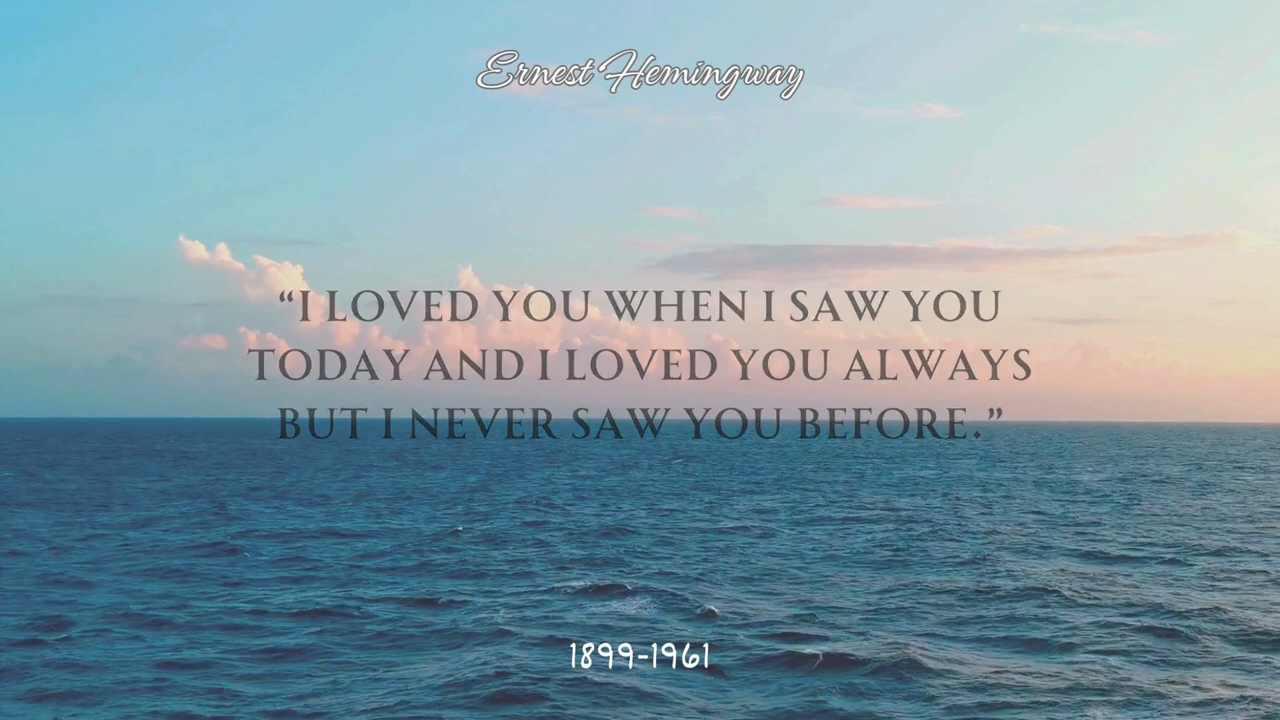 Ernest Hemingway
“I LOVED YOU WHEN I SAW YOU
TODAY AND I LOVED YOU ALWAYS
BUT I NEVER SAW YOU BEFORE.”
1899-1961